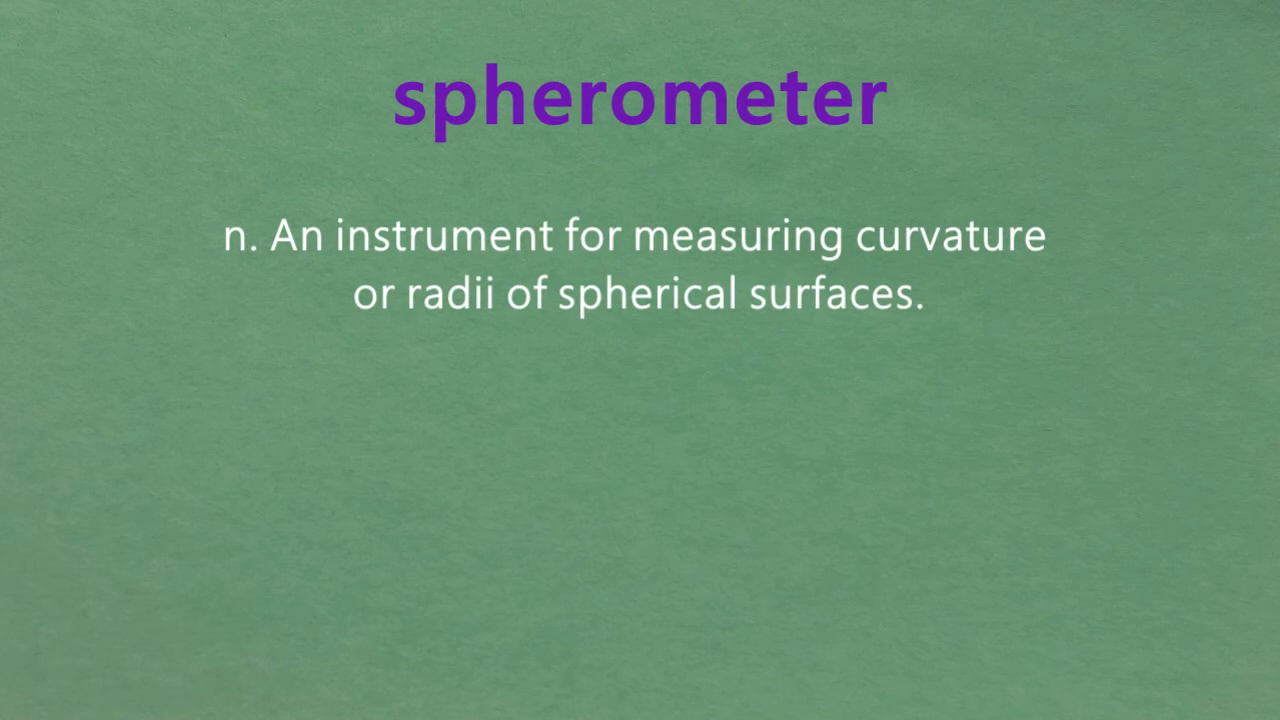 spherometer
n. An instrument for measuring curvature
or radii of spherical surfaces.